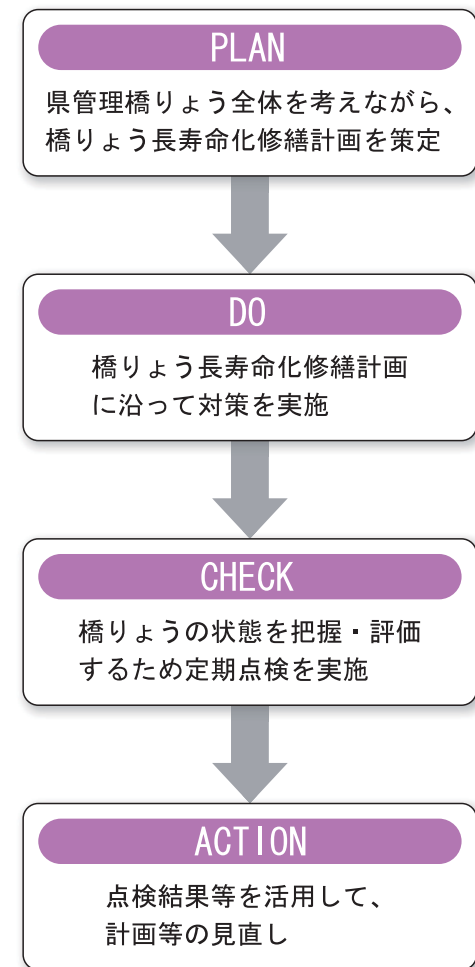 PLAN
県管理橋りょう全体を考えながら、
橋りょう長寿命化修繕計画を策定
DO
橋りょう長寿命化修繕計画
に沿って対策を実施
CHECK
橋りょうの状態を把握・評価
するため定期点検を実施
ACTION
点検結果等を活用して、
計画等の見直し